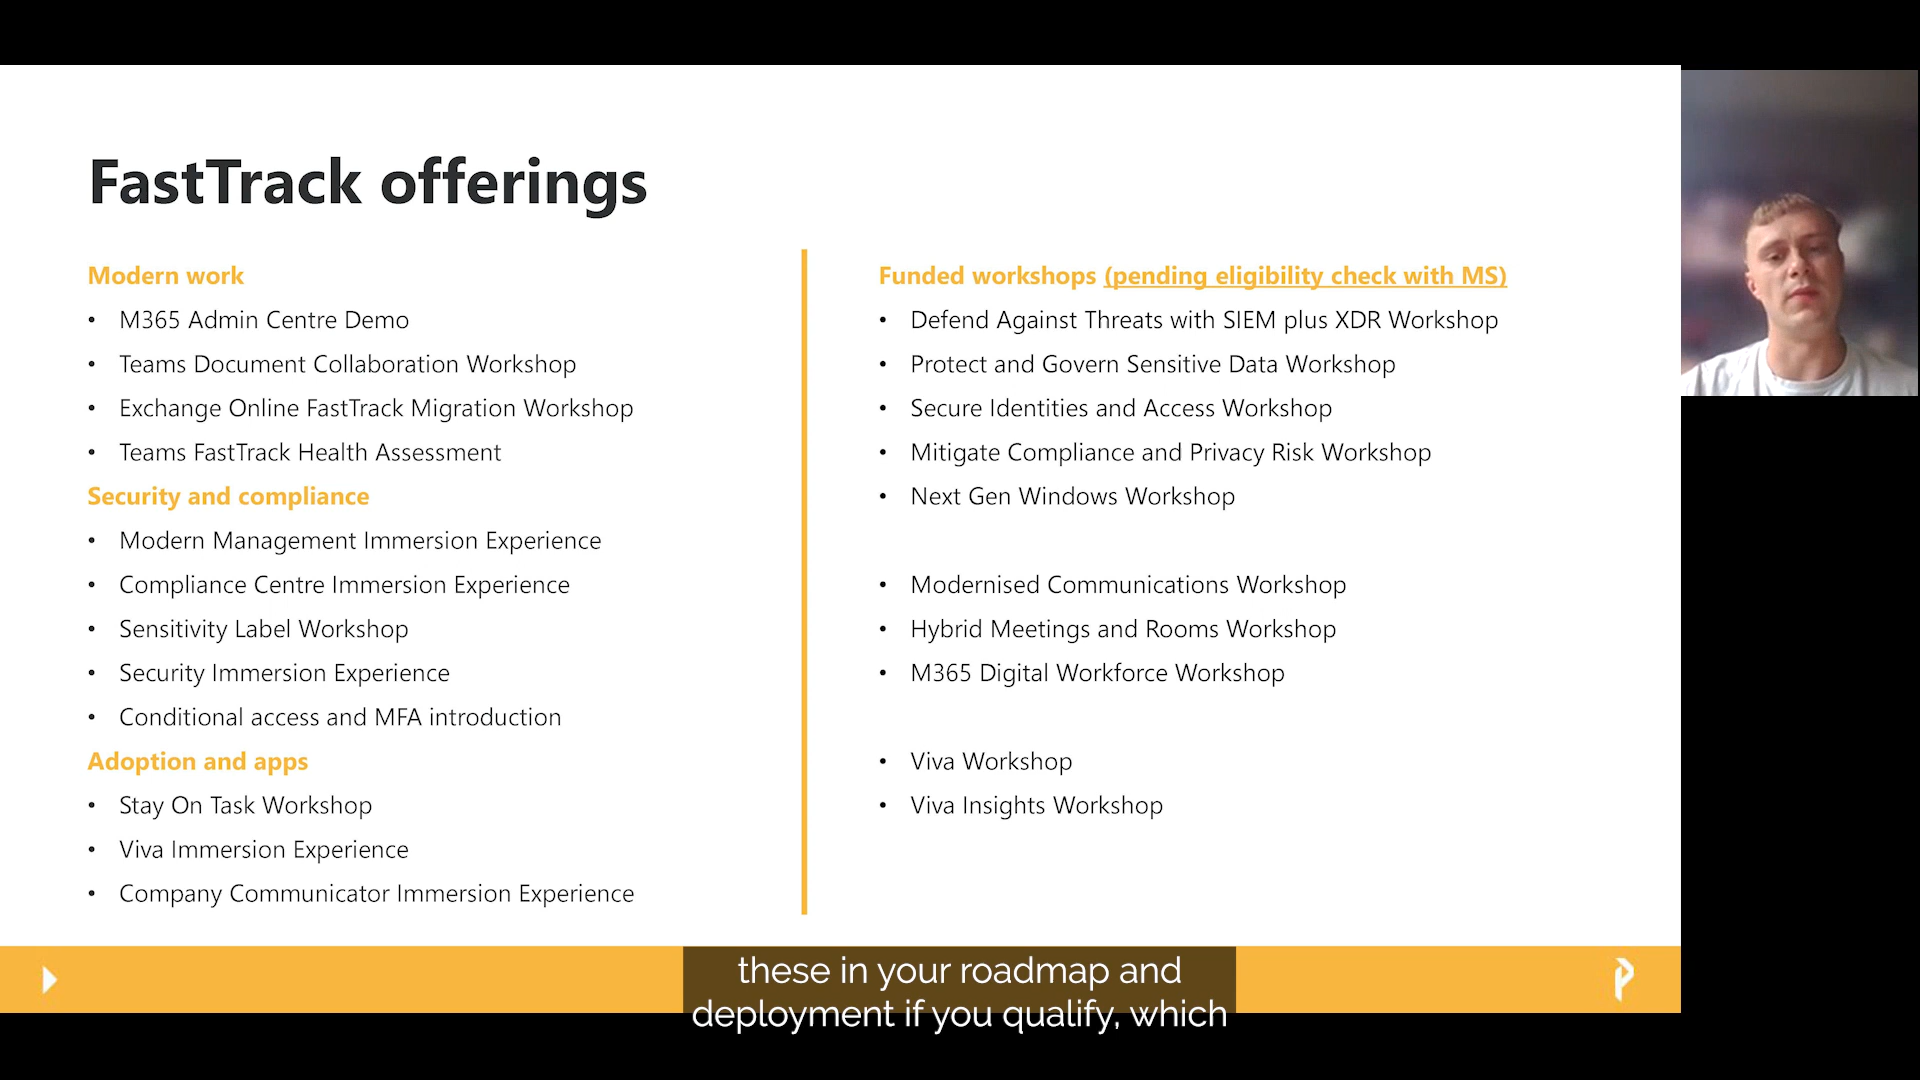 FastTrack offerings
Modern work
• M365 Admin Centre Demo
• Teams Document Collaboration Workshop
• Exchange Online FastTrack Migration Workshop
• Teams FastTrack Health Assessment
Security and compliance
• Modern Management Immersion Experience
• Compliance Centre Immersion Experience
• Sensitivity Label Workshop
• Security Immersion Experience
• Conditional access and MFA introduction
Adoption and apps
• Stay On Task Workshop
• Viva Immersion Experience
• Company Communicator Immersion Experience
Funded workshops (pending eligibility check with MS)
• Defend Against Threats with SIEM plus XDR Workshop
• Protect and Govern Sensitive Data Workshop
• Secure Identities and Access Workshop
• Mitigate Compliance and Privacy Risk Workshop
• Next Gen Windows Workshop
• Modernised Communications Workshop
• Hybrid Meetings and Rooms Workshop
• M365 Digital Workforce Workshop
• Viva Workshop
• Viva Insights Workshop
these in your roadmap and
deployment if you qualify, which